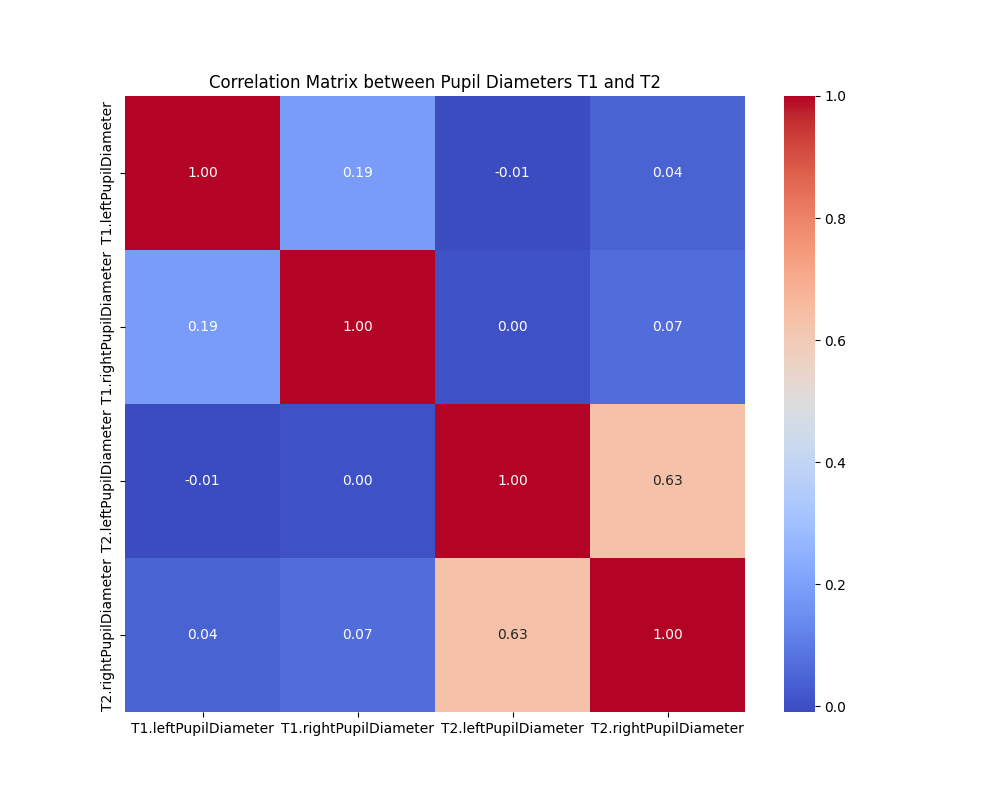 Correlation Matrix between Pupil Diameters T1 and T2
T1.leftPupilDiameter
1.00 0.19 -0.01 0.04
T1.rightPupilDiameter
0.19 1.00 0.00 0.07
T2.leftPupilDiameter
-0.01 0.00 1.00 0.63
T2.rightPupilDiameter
0.04 0.07 0.63 1.00
T1.leftPupilDiameter T1.rightPupilDiameter T2.leftPupilDiameter T2.rightPupilDiameter
1.0
0.8
0.6
0.4
0.2
0.0